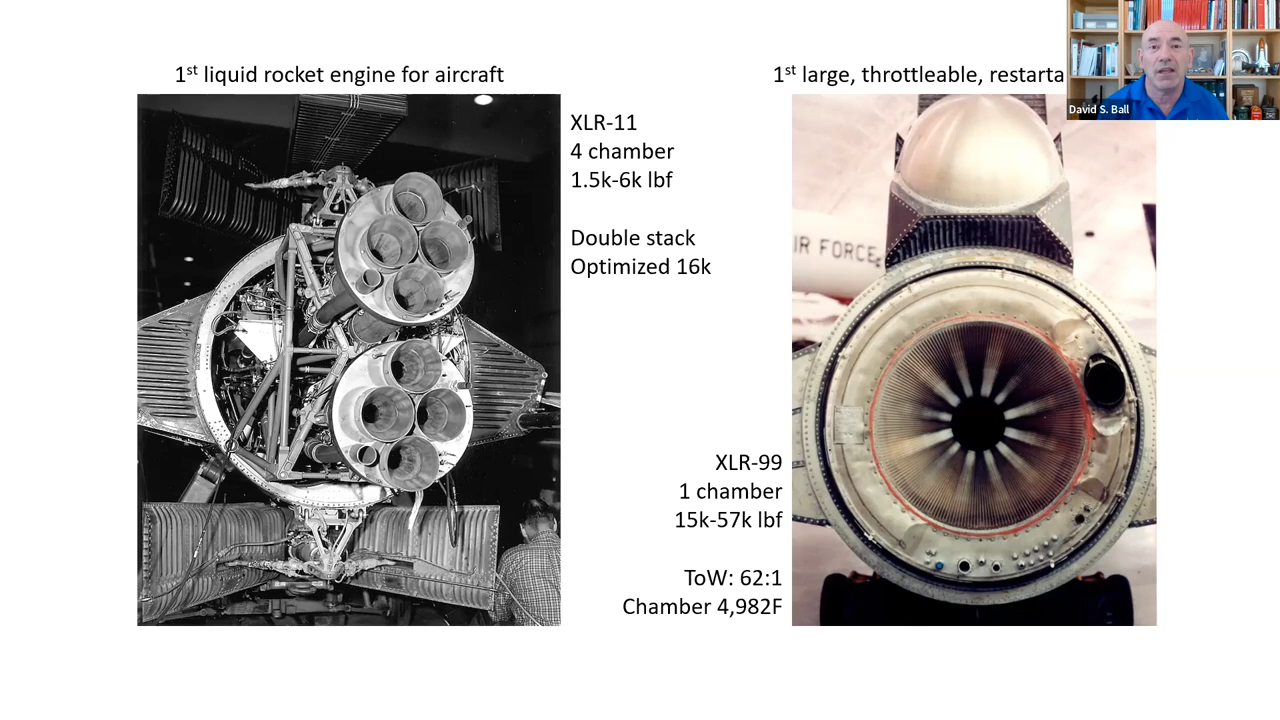 1st liquid rocket engine for aircraft
XLR-11
4 chamber
1.5k-6k lbf
Double stack
Optimized 16k
1st large, throttleable, restarta
David S. Ball
IR FORCE
XLR-99
1 chamber
15k-57k lbf
ToW: 62:1
Chamber 4,982F